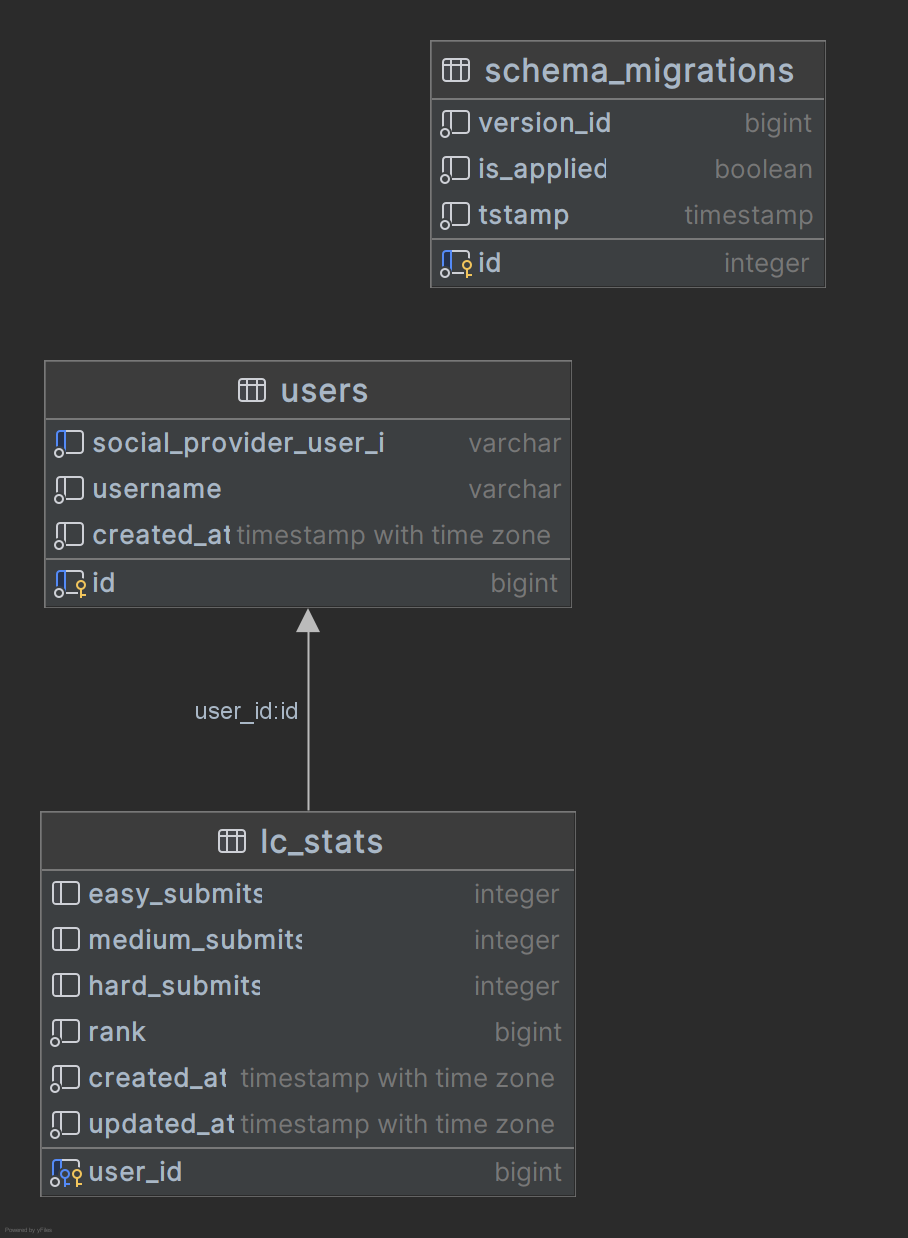 schema_migrations
version_id bigint
is_applied boolean
tstamp timestamp
id integer
users
social_provider_user_i varchar
username varchar
created_at timestamp with time zone
id bigint
user_id:id
lc_stats
easy_submits integer
medium_submits integer
hard_submits integer
rank bigint
created_at timestamp with time zone
updated_at timestamp with time zone
user_id bigint
Powered by yFiles